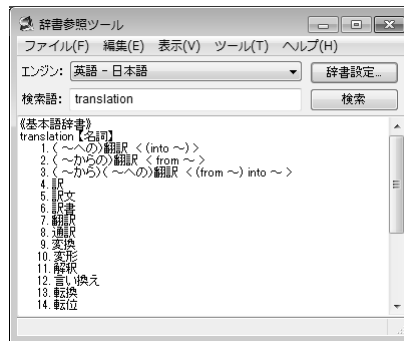 辞書参照ツール
ファイル(F) 編集(E) 表示(V) ツール(T) ヘルプ(H)
エンジン: 英語 - 日本語 辞書設定...
検索語: translation 検索
《基本語辞書》
translation【名詞】
1. ( ～への)翻訳 < (into ～) >
2. ( ～からの)翻訳 < from ～ >
3. ( ～から)( ～への)翻訳 < (from ～) into ～ >
4. 訳
5. 訳文
6. 訳書
7. 翻訳
8. 通訳
9. 変換
10. 変形
11. 解釈
12. 言い換え
13. 転換
14. 転位